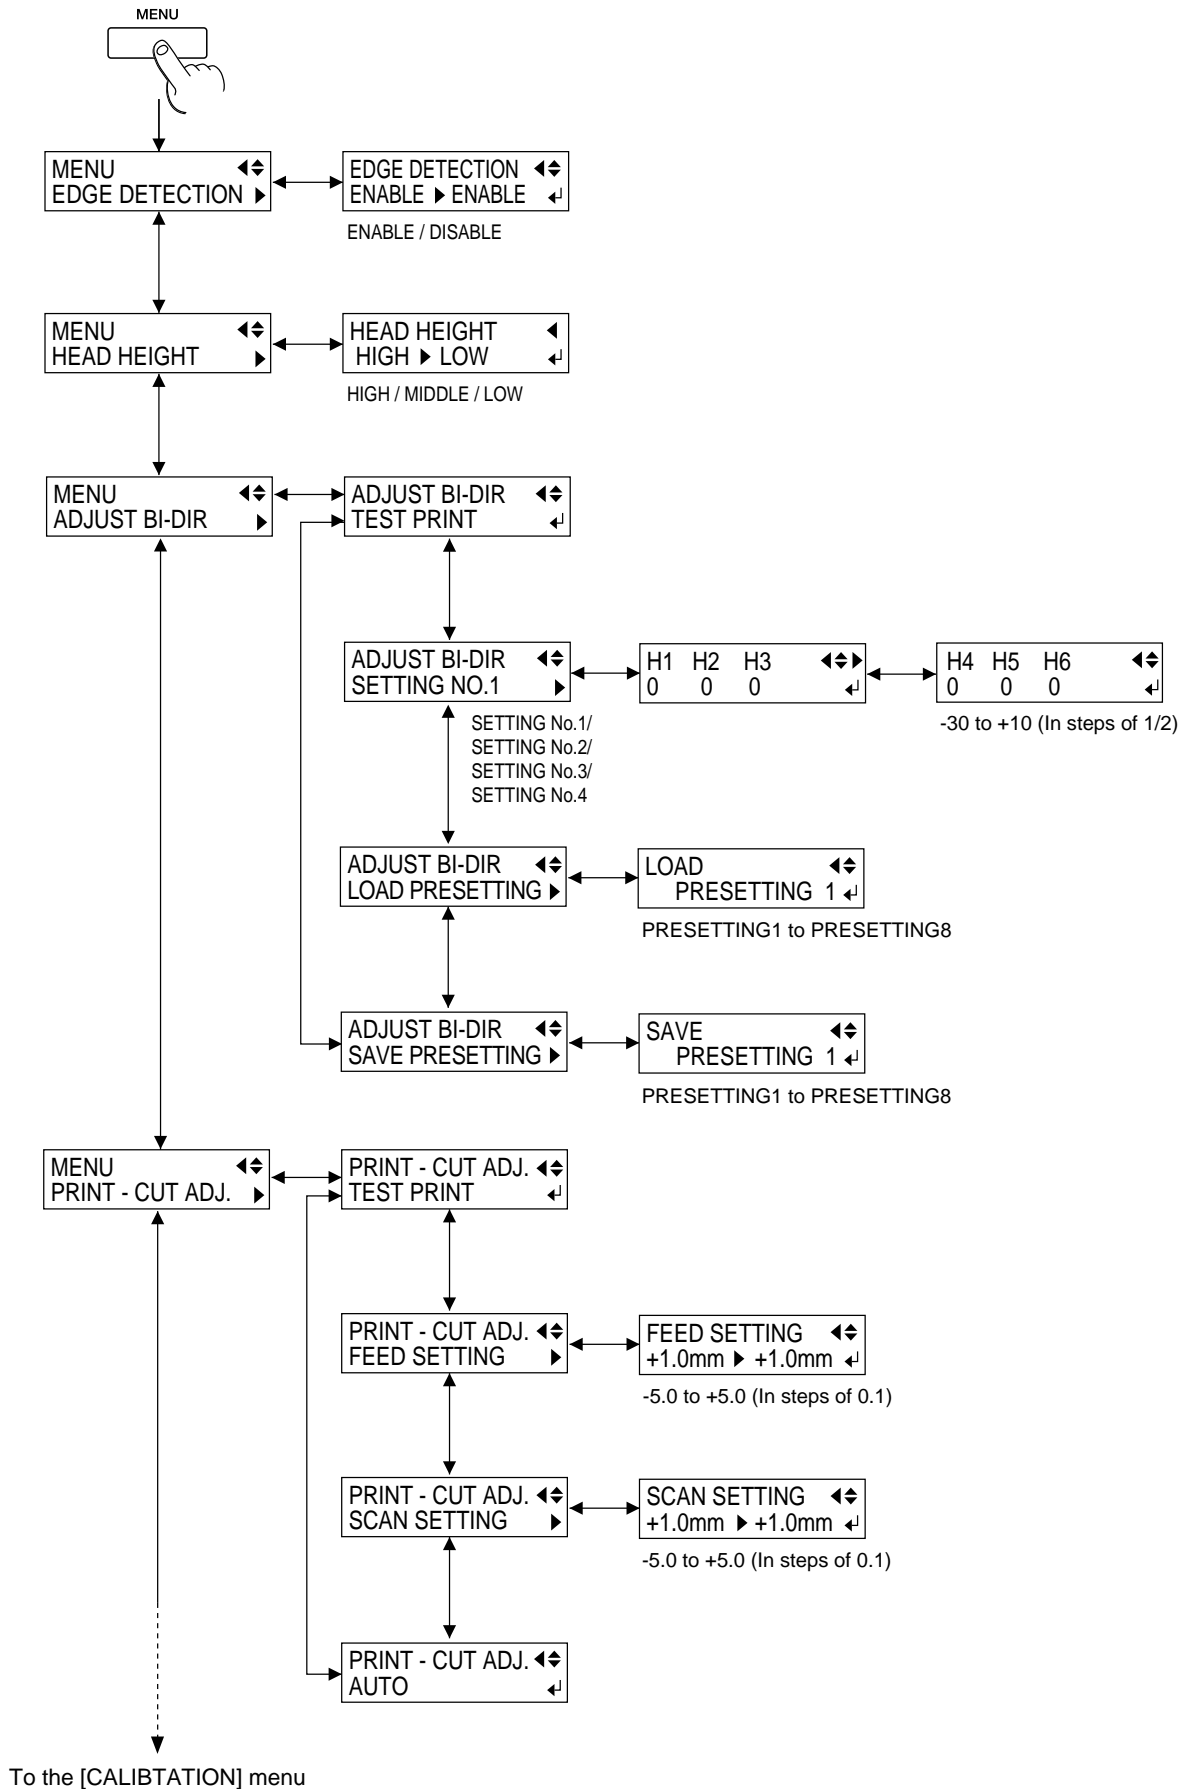 MENU
MENU
EDGE DETECTION
EDGE DETECTION
ENABLE ▶ ENABLE
ENABLE / DISABLE
MENU
HEAD HEIGHT
HEAD HEIGHT
HIGH ▶ LOW
HIGH / MIDDLE / LOW
MENU
ADJUST BI-DIR
ADJUST BI-DIR
TEST PRINT
ADJUST BI-DIR
SETTING NO.1
H1 H2 H3
0 0 0
H4 H5 H6
0 0 0
-30 to +10 (In steps of 1/2)
SETTING No.1/
SETTING No.2/
SETTING No.3/
SETTING No.4
ADJUST BI-DIR
LOAD PRESETTING
LOAD
PRESETTING 1
PRESETTING1 to PRESETTING8
ADJUST BI-DIR
SAVE PRESETTING
SAVE
PRESETTING 1
PRESETTING1 to PRESETTING8
MENU
PRINT - CUT ADJ.
PRINT - CUT ADJ.
TEST PRINT
PRINT - CUT ADJ.
FEED SETTING
FEED SETTING
+1.0mm ▶ +1.0mm
-5.0 to +5.0 (In steps of 0.1)
PRINT - CUT ADJ.
SCAN SETTING
SCAN SETTING
+1.0mm ▶ +1.0mm
-5.0 to +5.0 (In steps of 0.1)
PRINT - CUT ADJ.
AUTO
To the [CALIBTATION] menu